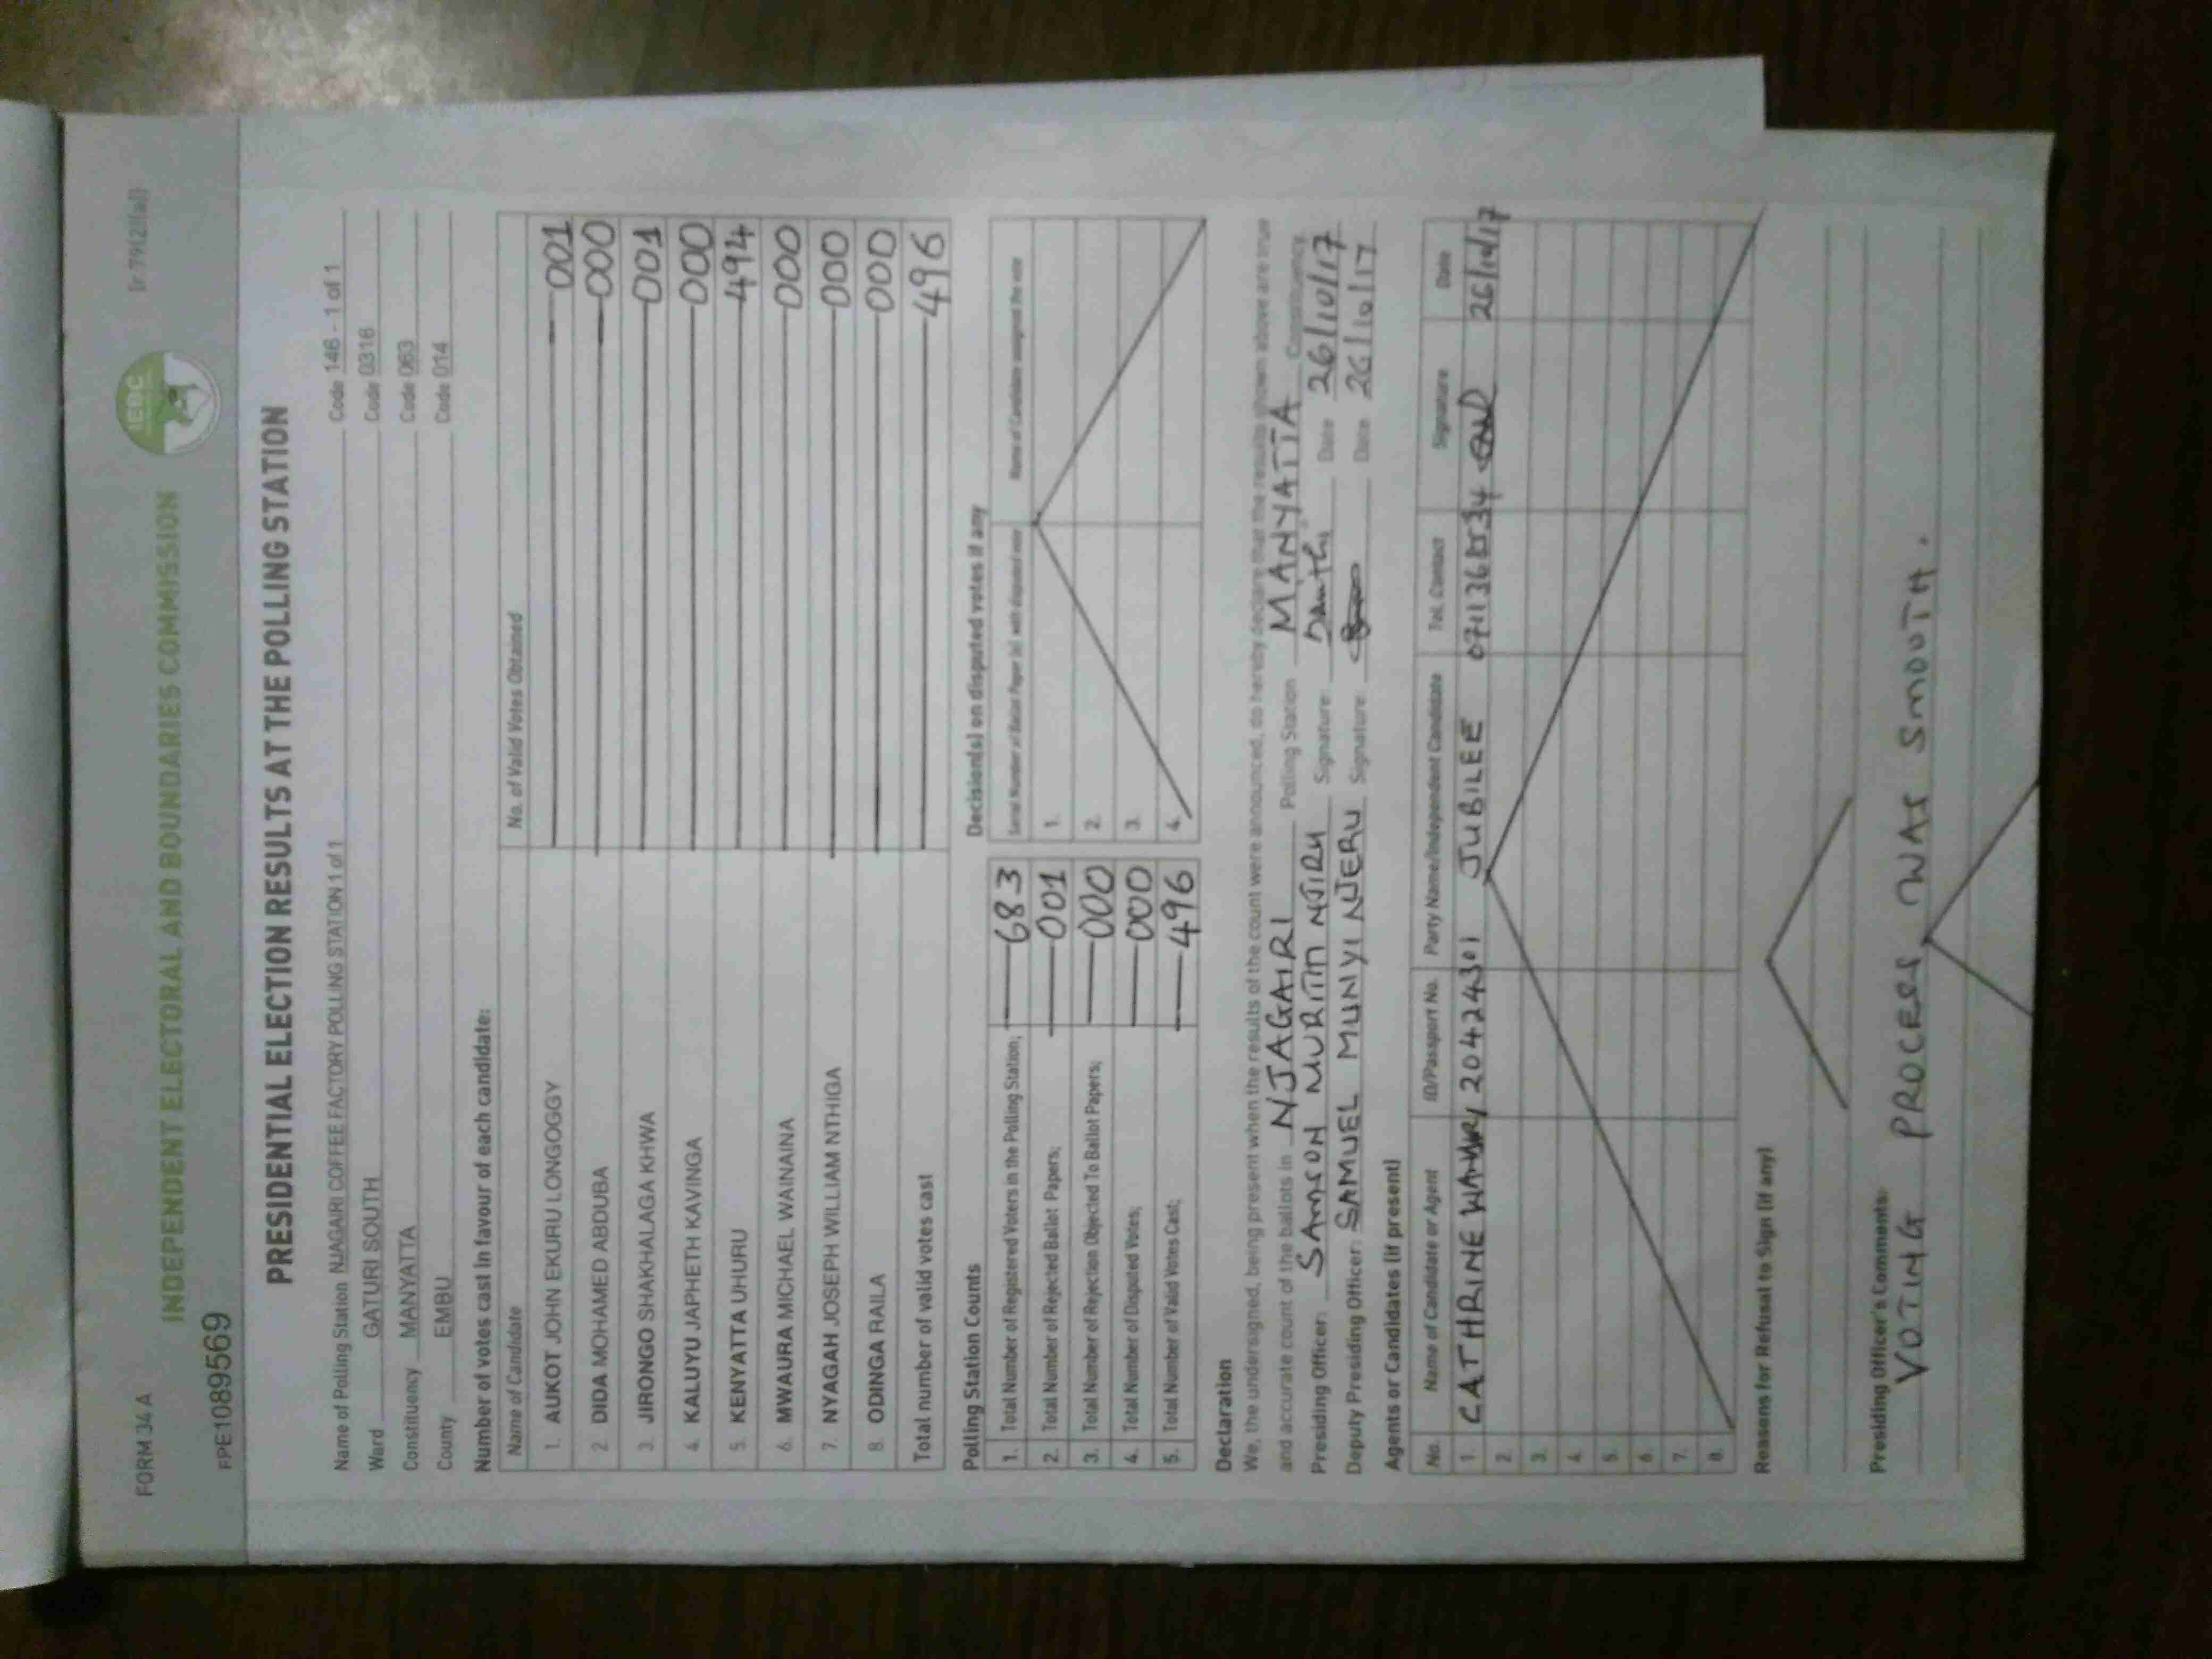 FORM 34 A
[r 79(2)(a)]
IEBC
INDEPENDENT ELECTORAL AND BOUNDARIES COMMISSION
FPE1089569
PRESIDENTIAL ELECTION RESULTS AT THE POLLING STATION
Name of Polling Station NJAGAIRI COFFEE FACTORY POLLING STATION 1 of 1 Code 146 - 1 of 1
Ward GATURI SOUTH Code 0316
Constituency MANYATTA Code 063
County EMBU Code 014
Number of votes cast in favour of each candidate:
Name of Candidate No. of Valid Votes Obtained
1. AUKOT JOHN EKURU LONGOGGY 001
2 DIDA MOHAMED ABDUBA 000
3. JIRONGO SHAKHALAGA KHWA 001
4. KALUYU JAPHETH KAVINGA 000
5. KENYATTA UHURU 494
6. MWAURA MICHAEL WAINAINA 000
7. NYAGAH JOSEPH WILLIAM NTHIGA 000
8. ODINGA RAILA 000
Total number of valid votes cast 496
Polling Station Counts
1. Total Number of Registered Voters in the Polling Station; 683
2. Total Number of Rejected Ballot Papers; 001
3. Total Number of Rejection Objected To Ballot Papers; 000
4. Total Number of Disputed Votes; 000
5. Total Number of Valid Votes Cast; 496
Decision(s) on disputed votes if any
Serial Number of Ballot Paper (s) with disputed vote Name of Candidate assigned the vote
1.
2.
3.
4.
Declaration
We, the undersigned, being present when the results of the count were announced, do hereby declare that the results shown above are true
and accurate count of the ballots in NJAGAIRI Polling Station MANYATTA Constituency
Presiding Officer: SAMSON MURIITHI NJIRU Signature: Date 26/10/17
Deputy Presiding Officer: SAMUEL MUNYI NJERU Signature: Date 26/10/17
Agents or Candidates (if present)
No. Name of Candidate or Agent ID/Passport No. Party Name/Independent Candidate Tel. Contact Signature Date
1. CATHRINE JUBILEE 26/10/17
2.
3.
4.
5.
6.
7.
8.
Reasons for Refusal to Sign (if any)
Presiding Officer's Comments:
VOTING PROCESS WAS SMOOTH.